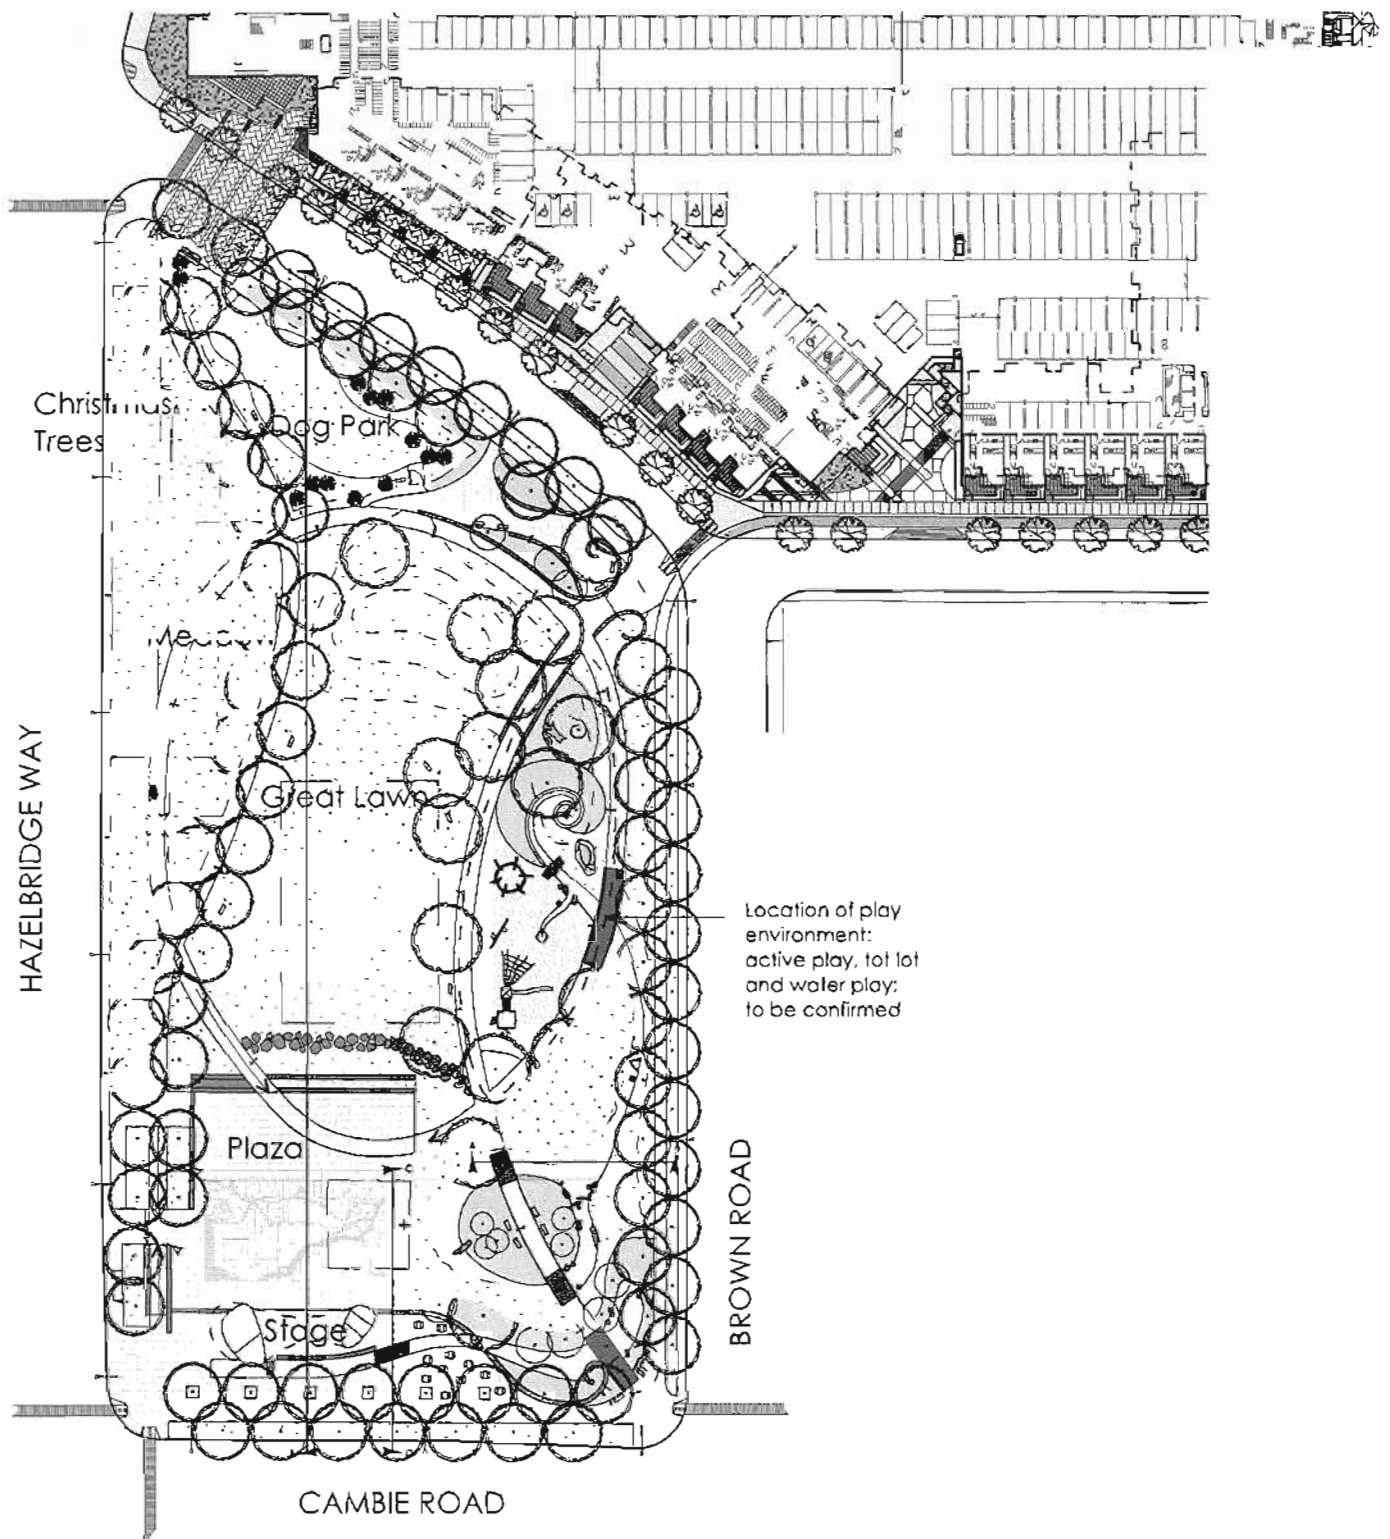 Christmas
Trees
Dog Park
Meadow
HAZELBRIDGE WAY
Great Lawn
Location of play
environment:
active play, tot lot
and water play;
to be confirmed
Plaza
BROWN ROAD
Stage
CAMBIE ROAD